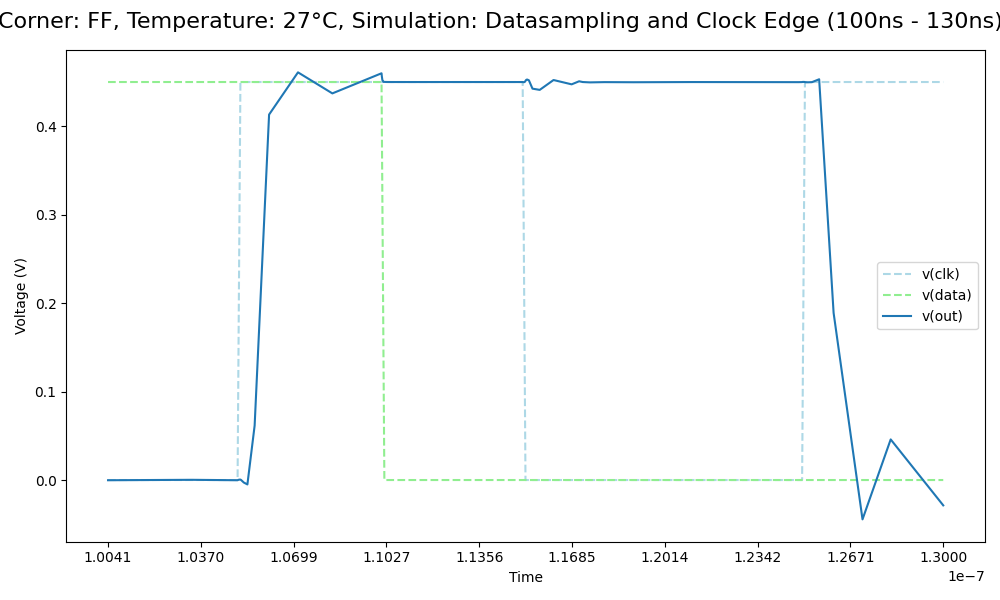 Corner: FF, Temperature: 27°C, Simulation: Datasampling and Clock Edge (100ns - 130ns)
Voltage (V)
0.4
0.3
0.2
0.1
0.0
v(clk)
v(data)
v(out)
1.0041 1.0370 1.0699 1.1027 1.1356 1.1685 1.2014 1.2342 1.2671 1.3000
1e−7
Time